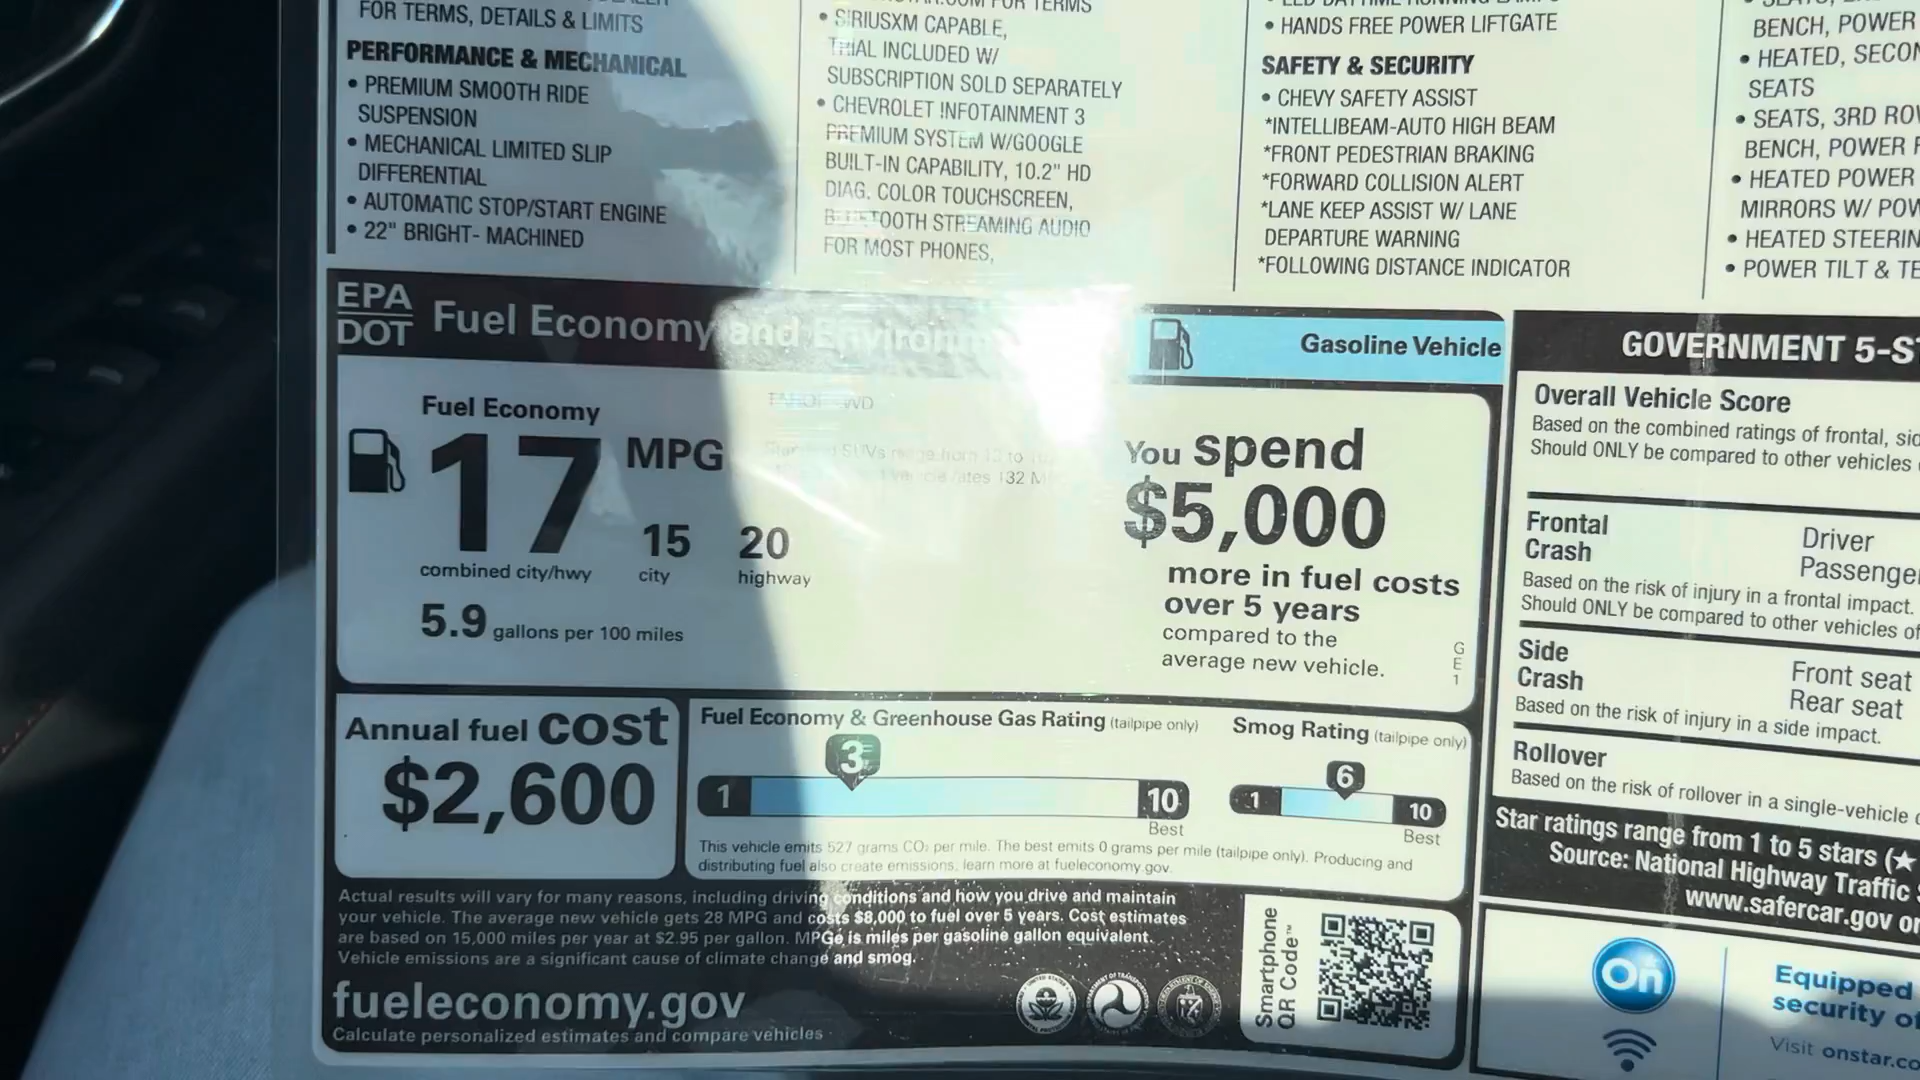 FOR TERMS, DETAILS & LIMITS
PERFORMANCE & MECHANICAL
• PREMIUM SMOOTH RIDE
SUSPENSION
• MECHANICAL LIMITED SLIP
DIFFERENTIAL
• AUTOMATIC STOP/START ENGINE
• 22" BRIGHT- MACHINED
FOR TERMS
• SIRIUSXM CAPABLE,
TRIAL INCLUDED W/
SUBSCRIPTION SOLD SEPARATELY
• CHEVROLET INFOTAINMENT 3
PREMIUM SYSTEM W/GOOGLE
BUILT-IN CAPABILITY, 10.2" HD
DIAG. COLOR TOUCHSCREEN,
BLUETOOTH STREAMING AUDIO
FOR MOST PHONES,
• HANDS FREE POWER LIFTGATE
SAFETY & SECURITY
• CHEVY SAFETY ASSIST
*INTELLIBEAM-AUTO HIGH BEAM
*FRONT PEDESTRIAN BRAKING
*FORWARD COLLISION ALERT
*LANE KEEP ASSIST W/ LANE
DEPARTURE WARNING
*FOLLOWING DISTANCE INDICATOR
BENCH, POWER
• HEATED, SECON
SEATS
• SEATS, 3RD ROW
BENCH, POWER
• HEATED POWER
MIRRORS W/ POW
• HEATED STEERIN
• POWER TILT & TE
EPA
DOT
Fuel Economy and Environ
Gasoline Vehicle
Fuel Economy
17 MPG
15
20
combined city/hwy
city
highway
5.9 gallons per 100 miles
You spend
$5,000
more in fuel costs
over 5 years
compared to the
average new vehicle.
G
E
1
Annual fuel cost
$2,600
Fuel Economy & Greenhouse Gas Rating (tailpipe only)
3
1
10
Best
Smog Rating (tailpipe only)
6
1
10
Best
This vehicle emits 527 grams CO₂ per mile. The best emits 0 grams per mile (tailpipe only). Producing and
distributing fuel also create emissions, learn more at fueleconomy.gov.
Actual results will vary for many reasons, including driving conditions and how you drive and maintain
your vehicle. The average new vehicle gets 28 MPG and costs $8,000 to fuel over 5 years. Cost estimates
are based on 15,000 miles per year at $2.95 per gallon. MPGe is miles per gasoline gallon equivalent.
Vehicle emissions are a significant cause of climate change and smog.
fueleconomy.gov
Calculate personalized estimates and compare vehicles
Smartphone
QR Code™
GOVERNMENT 5-ST
Overall Vehicle Score
Based on the combined ratings of frontal, sid
Should ONLY be compared to other vehicles
Frontal
Crash
Driver
Passenger
Based on the risk of injury in a frontal impact.
Should ONLY be compared to other vehicles of
Side
Crash
Front seat
Rear seat
Based on the risk of injury in a side impact.
Rollover
Based on the risk of rollover in a single-vehicle
Star ratings range from 1 to 5 stars (★
Source: National Highway Traffic
www.safercar.gov or
On
Equipped
security of
Visit onstar.co